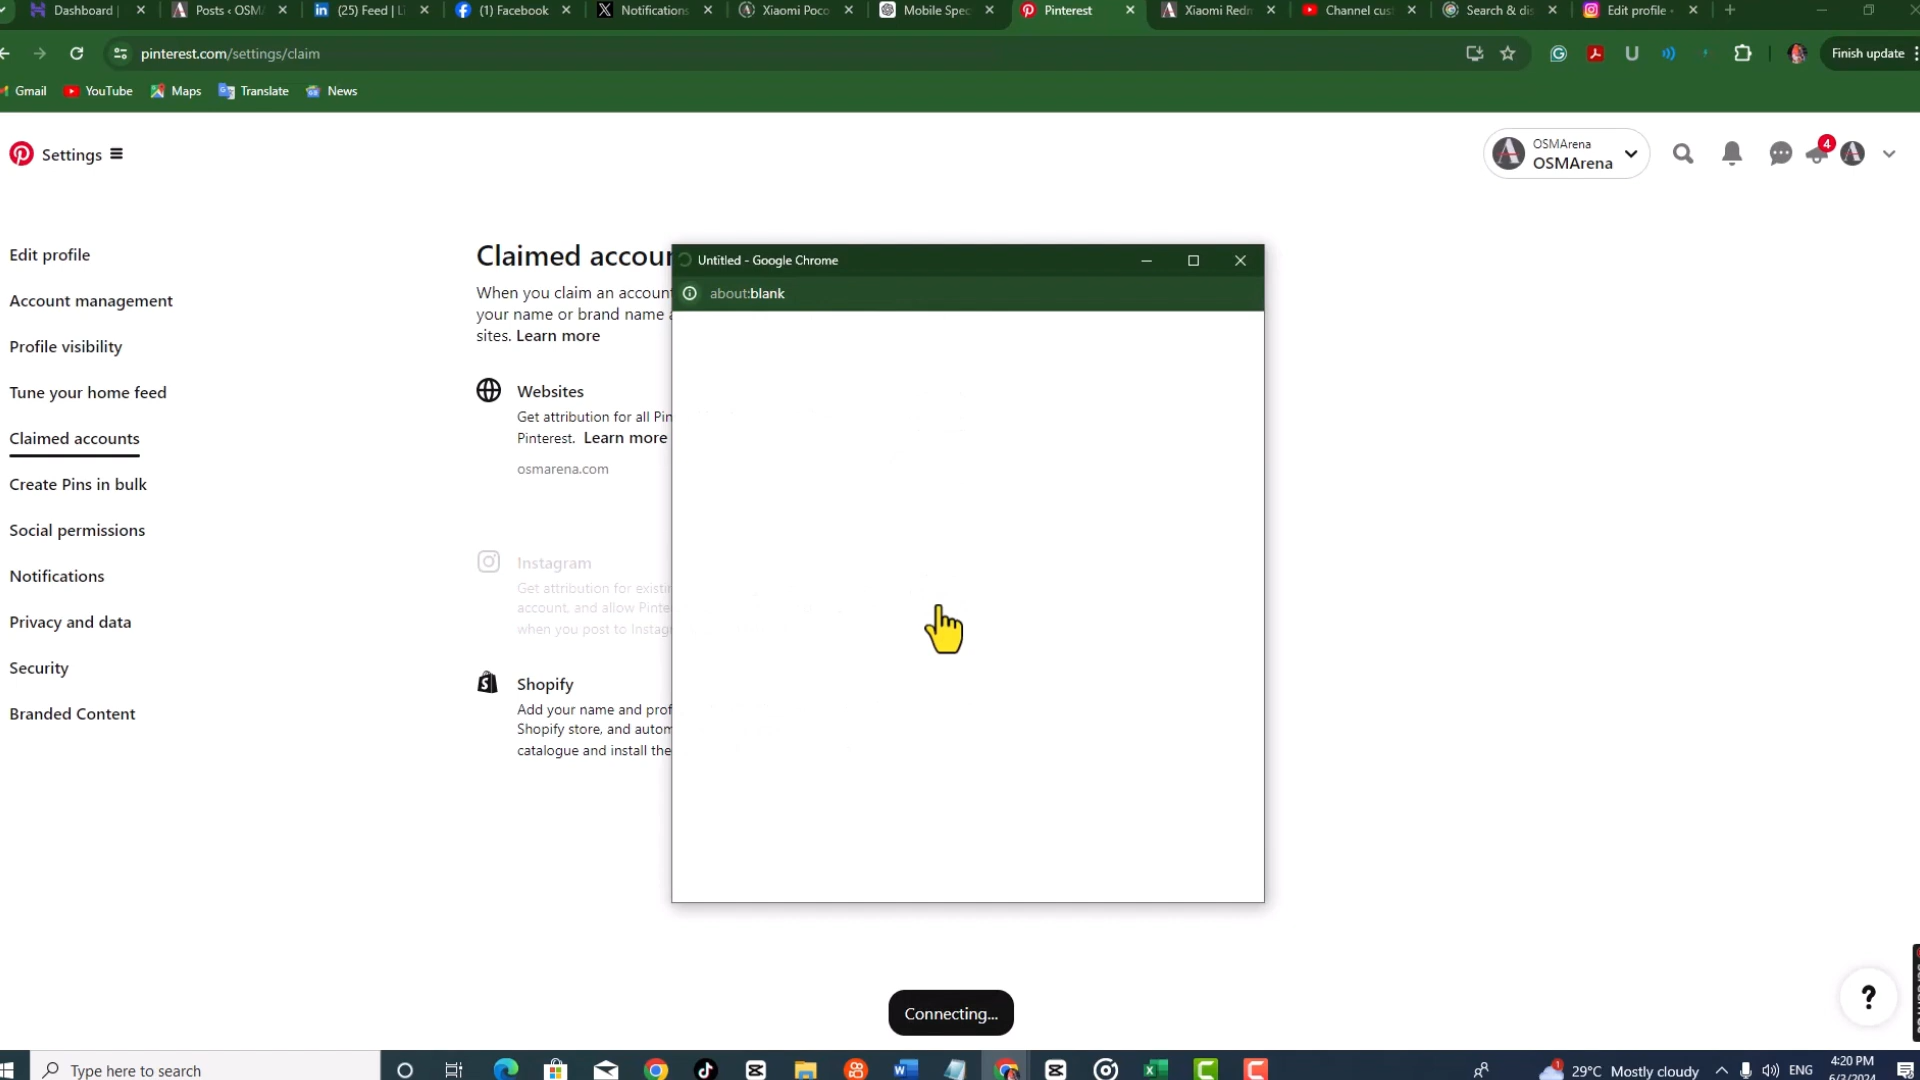 Dashboard
Posts ‹ OSM
(25) Feed | Li
(1) Facebook
Notifications
Xiaomi Poco
Mobile Spec
Pinterest
Xiaomi Redm
Channel cus
Search & dis
Edit profile •
pinterest.com/settings/claim
Finish update
Gmail
YouTube
Maps
Translate
News
Settings
OSMArena
OSMArena
4
Edit profile
Account management
Profile visibility
Tune your home feed
Claimed accounts
Create Pins in bulk
Social permissions
Notifications
Privacy and data
Security
Branded Content
Claimed accou
When you claim an account
your name or brand name
sites. Learn more
Websites
Get attribution for all Pin
Pinterest. Learn more
osmarena.com
Instagram
Get attribution for existin
account, and allow Pinte
when you post to Instag
Shopify
Add your name and prof
Shopify store, and autom
catalogue and install the
Untitled - Google Chrome
about:blank
Connecting...
?
Type here to search
29°C Mostly cloudy
ENG
4:20 PM